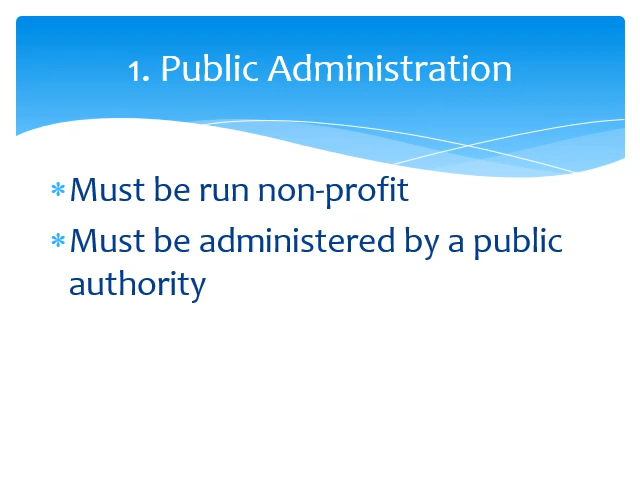 1. Public Administration
*Must be run non-profit
*Must be administered by a public
authority